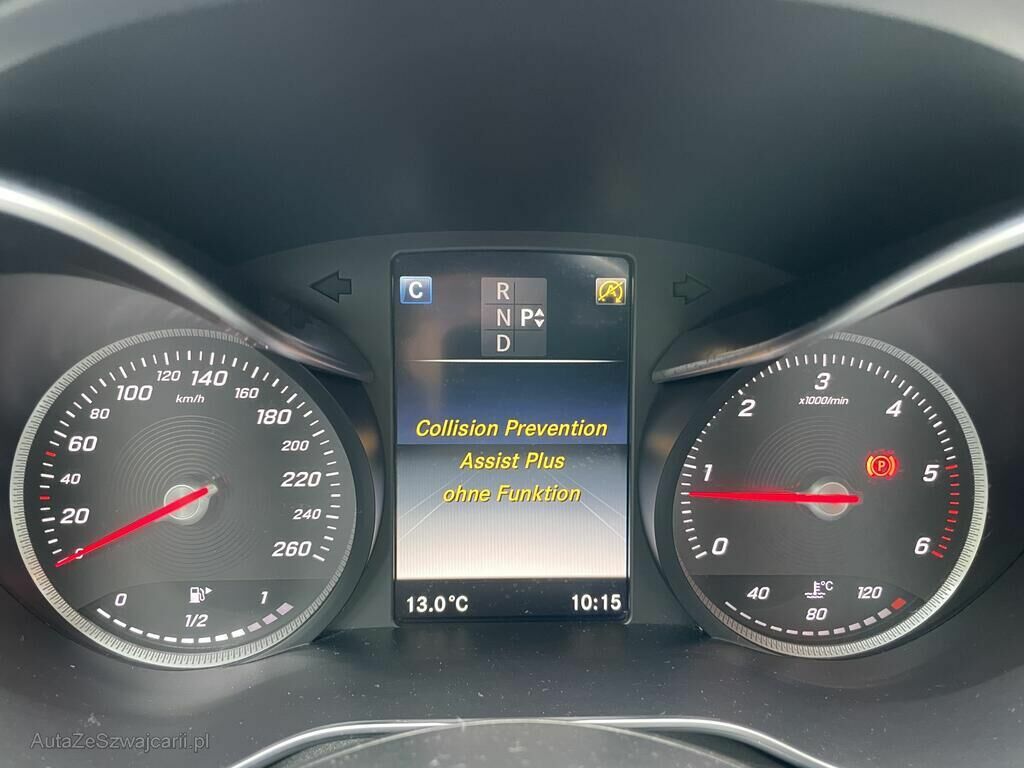 C
R
N P
D
Collision Prevention
Assist Plus
ohne Funktion
13.0°C 10:15
0
20
40
60
80
100
120
140
160
180
200
220
240
260
km/h
0 1/2 1
0
1
2
3
4
5
6
x1000/min
P
40 80 120
°C
AutaZeSzwajcarii.pl